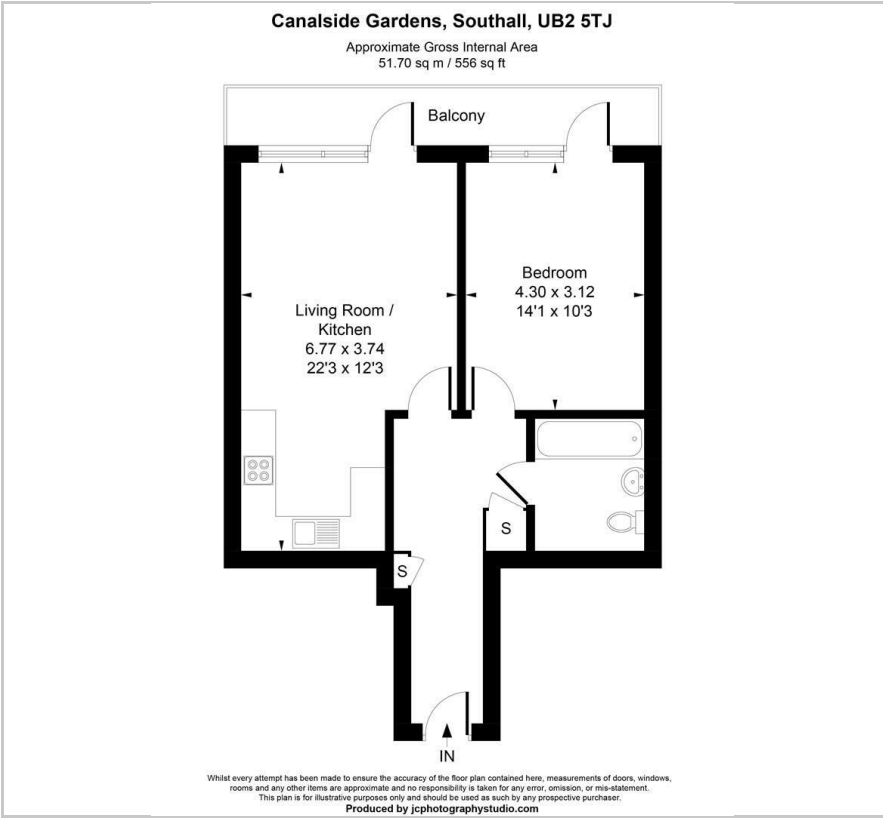 Canalside Gardens, Southall, UB2 5TJ
Approximate Gross Internal Area
51.70 sq m / 556 sq ft
Balcony
Bedroom
4.30 x 3.12
14'1 x 10'3
Living Room /
Kitchen
6.77 x 3.74
22'3 x 12'3
S
S
IN
Whilst every attempt has been made to ensure the accuracy of the floor plan contained here, measurements of doors, windows,
rooms and any other items are approximate and no responsibility is taken for any error, omission, or mis-statement.
This plan is for illustrative purposes only and should be used as such by any prospective purchaser.
Produced by jcphotographystudio.com